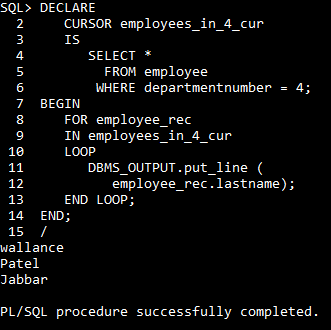 SQL> DECLARE
  2     CURSOR employees_in_4_cur
  3     IS
  4        SELECT *
  5          FROM employee
  6         WHERE departmentnumber = 4;
  7  BEGIN
  8     FOR employee_rec
  9     IN employees_in_4_cur
 10     LOOP
 11        DBMS_OUTPUT.put_line (
 12           employee_rec.lastname);
 13     END LOOP;
 14  END;
 15  /
wallance
Patel
Jabbar
PL/SQL procedure successfully completed.